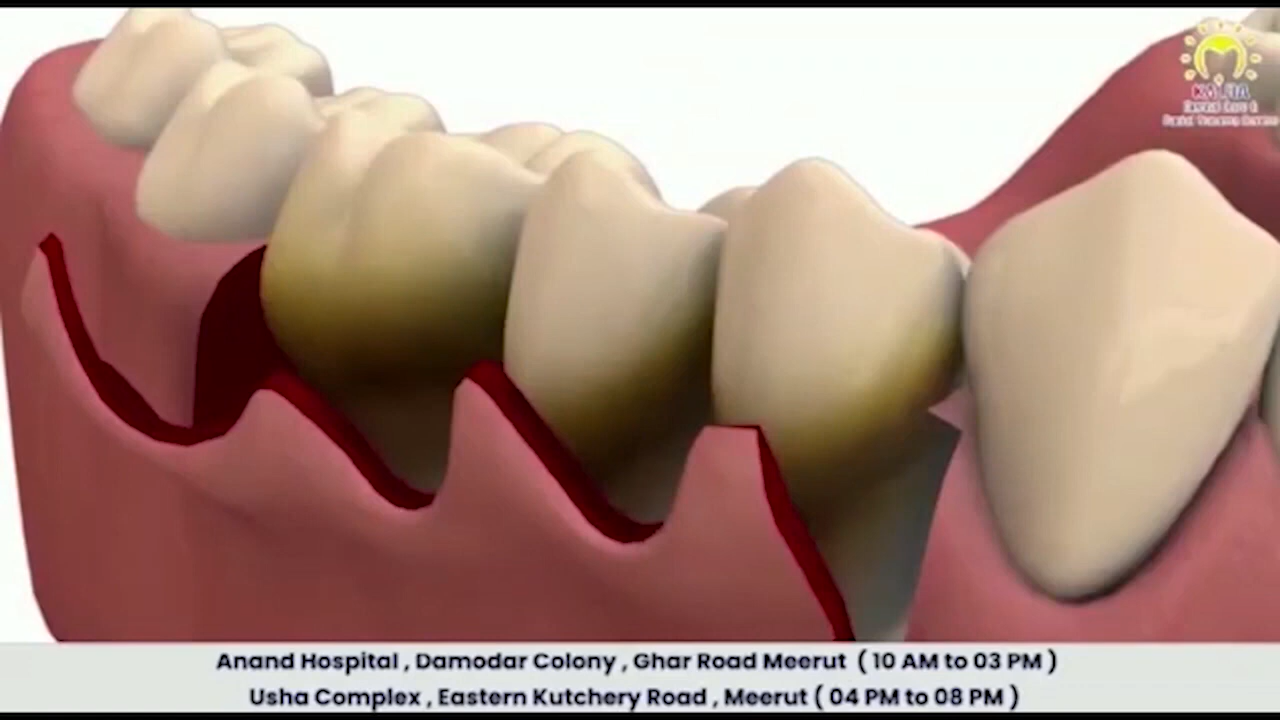 KALRA
Anand Hospital , Damodar Colony , Ghar Road Meerut ( 10 AM to 03 PM )
Usha Complex , Eastern Kutchery Road , Meerut ( 04 PM to 08 PM )